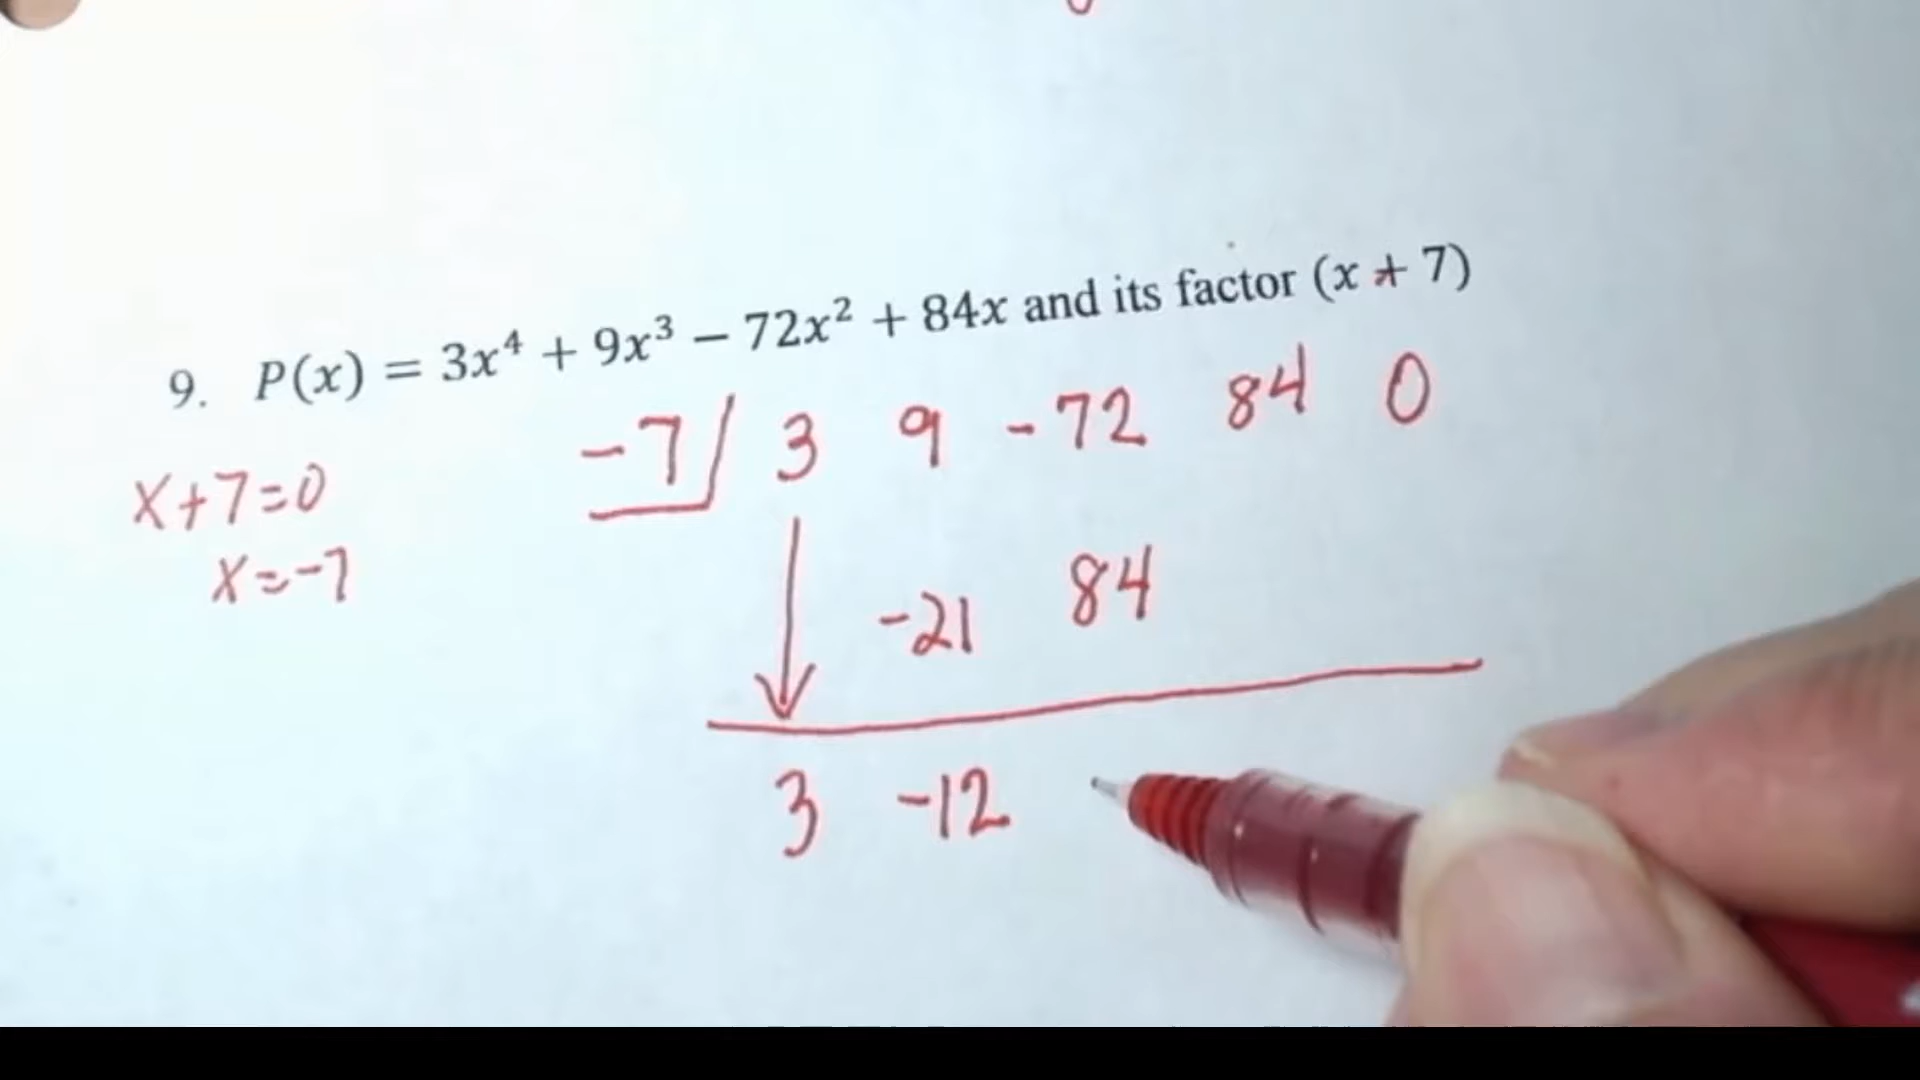 9. P(x) = 3x⁴ + 9x³ − 72x² + 84x and its factor (x + 7)
-7 3 9 -72 84 0
x+7=0
x=-7
-21 84
3 -12